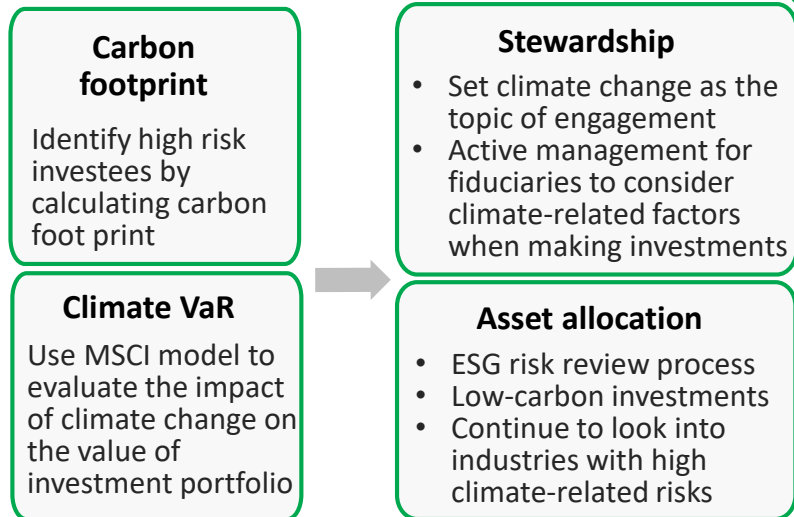 Carbon
footprint
Identify high risk
investees by
calculating carbon
foot print
Climate VaR
Use MSCI model to
evaluate the impact
of climate change on
the value of
investment portfolio
Stewardship
• Set climate change as the
topic of engagement
• Active management for
fiduciaries to consider
climate-related factors
when making investments
Asset allocation
• ESG risk review process
• Low-carbon investments
• Continue to look into
industries with high
climate-related risks